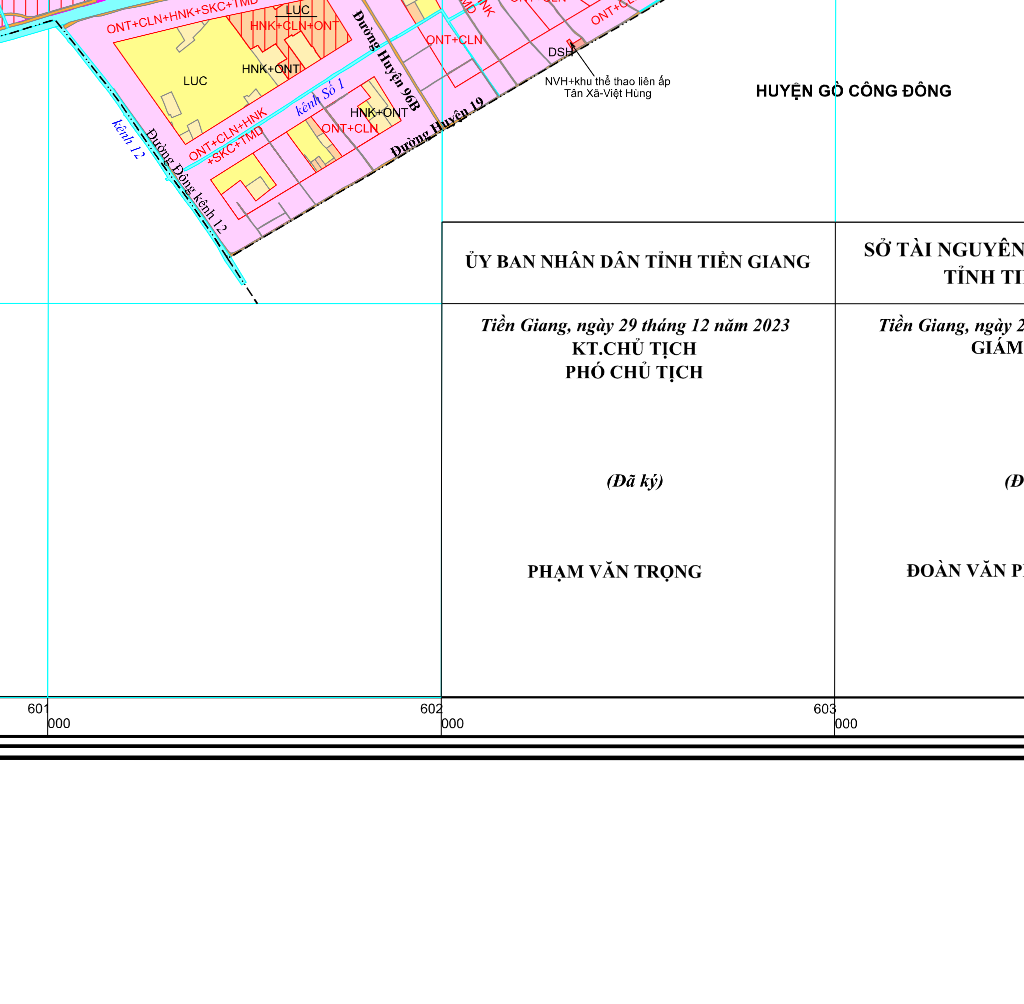 LUC
ONT+CLN+HNK+SKC+TMD
HNK+CLN+ONT
Đường Huyện 96B
ONT+CLN
DSH
HNK+ONT
LUC
NVH+khu thể thao liên ấp
Tân Xã-Việt Hùng
HUYỆN GÒ CÔNG ĐÔNG
kênh Số 1
HNK+ONT
ONT+CLN
Đường Huyện 19
kênh 12
Đường Đông kênh 12
ONT+CLN+HNK
+SKC+TMD
ỦY BAN NHÂN DÂN TỈNH TIỀN GIANG
SỞ TÀI NGUYÊN
TỈNH TI
Tiền Giang, ngày 29 tháng 12 năm 2023
KT.CHỦ TỊCH
PHÓ CHỦ TỊCH
Tiền Giang, ngày 2
GIÁM
(Đã ký)
(Đ
PHẠM VĂN TRỌNG
ĐOÀN VĂN P
601
000
602
000
603
000